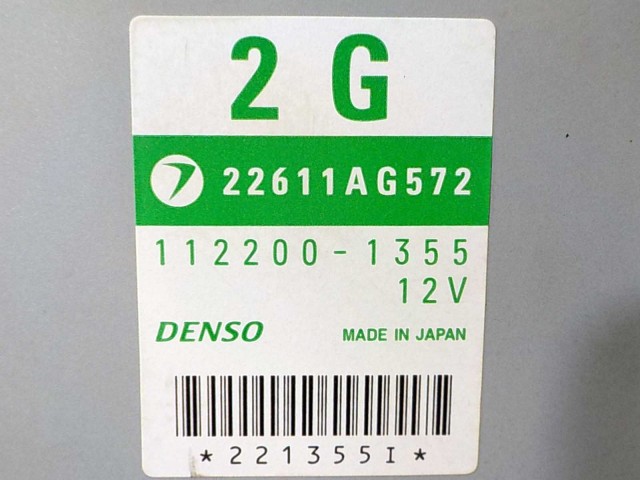 2 G
22611AG572
112200-1355
12V
DENSO MADE IN JAPAN
*221355I*